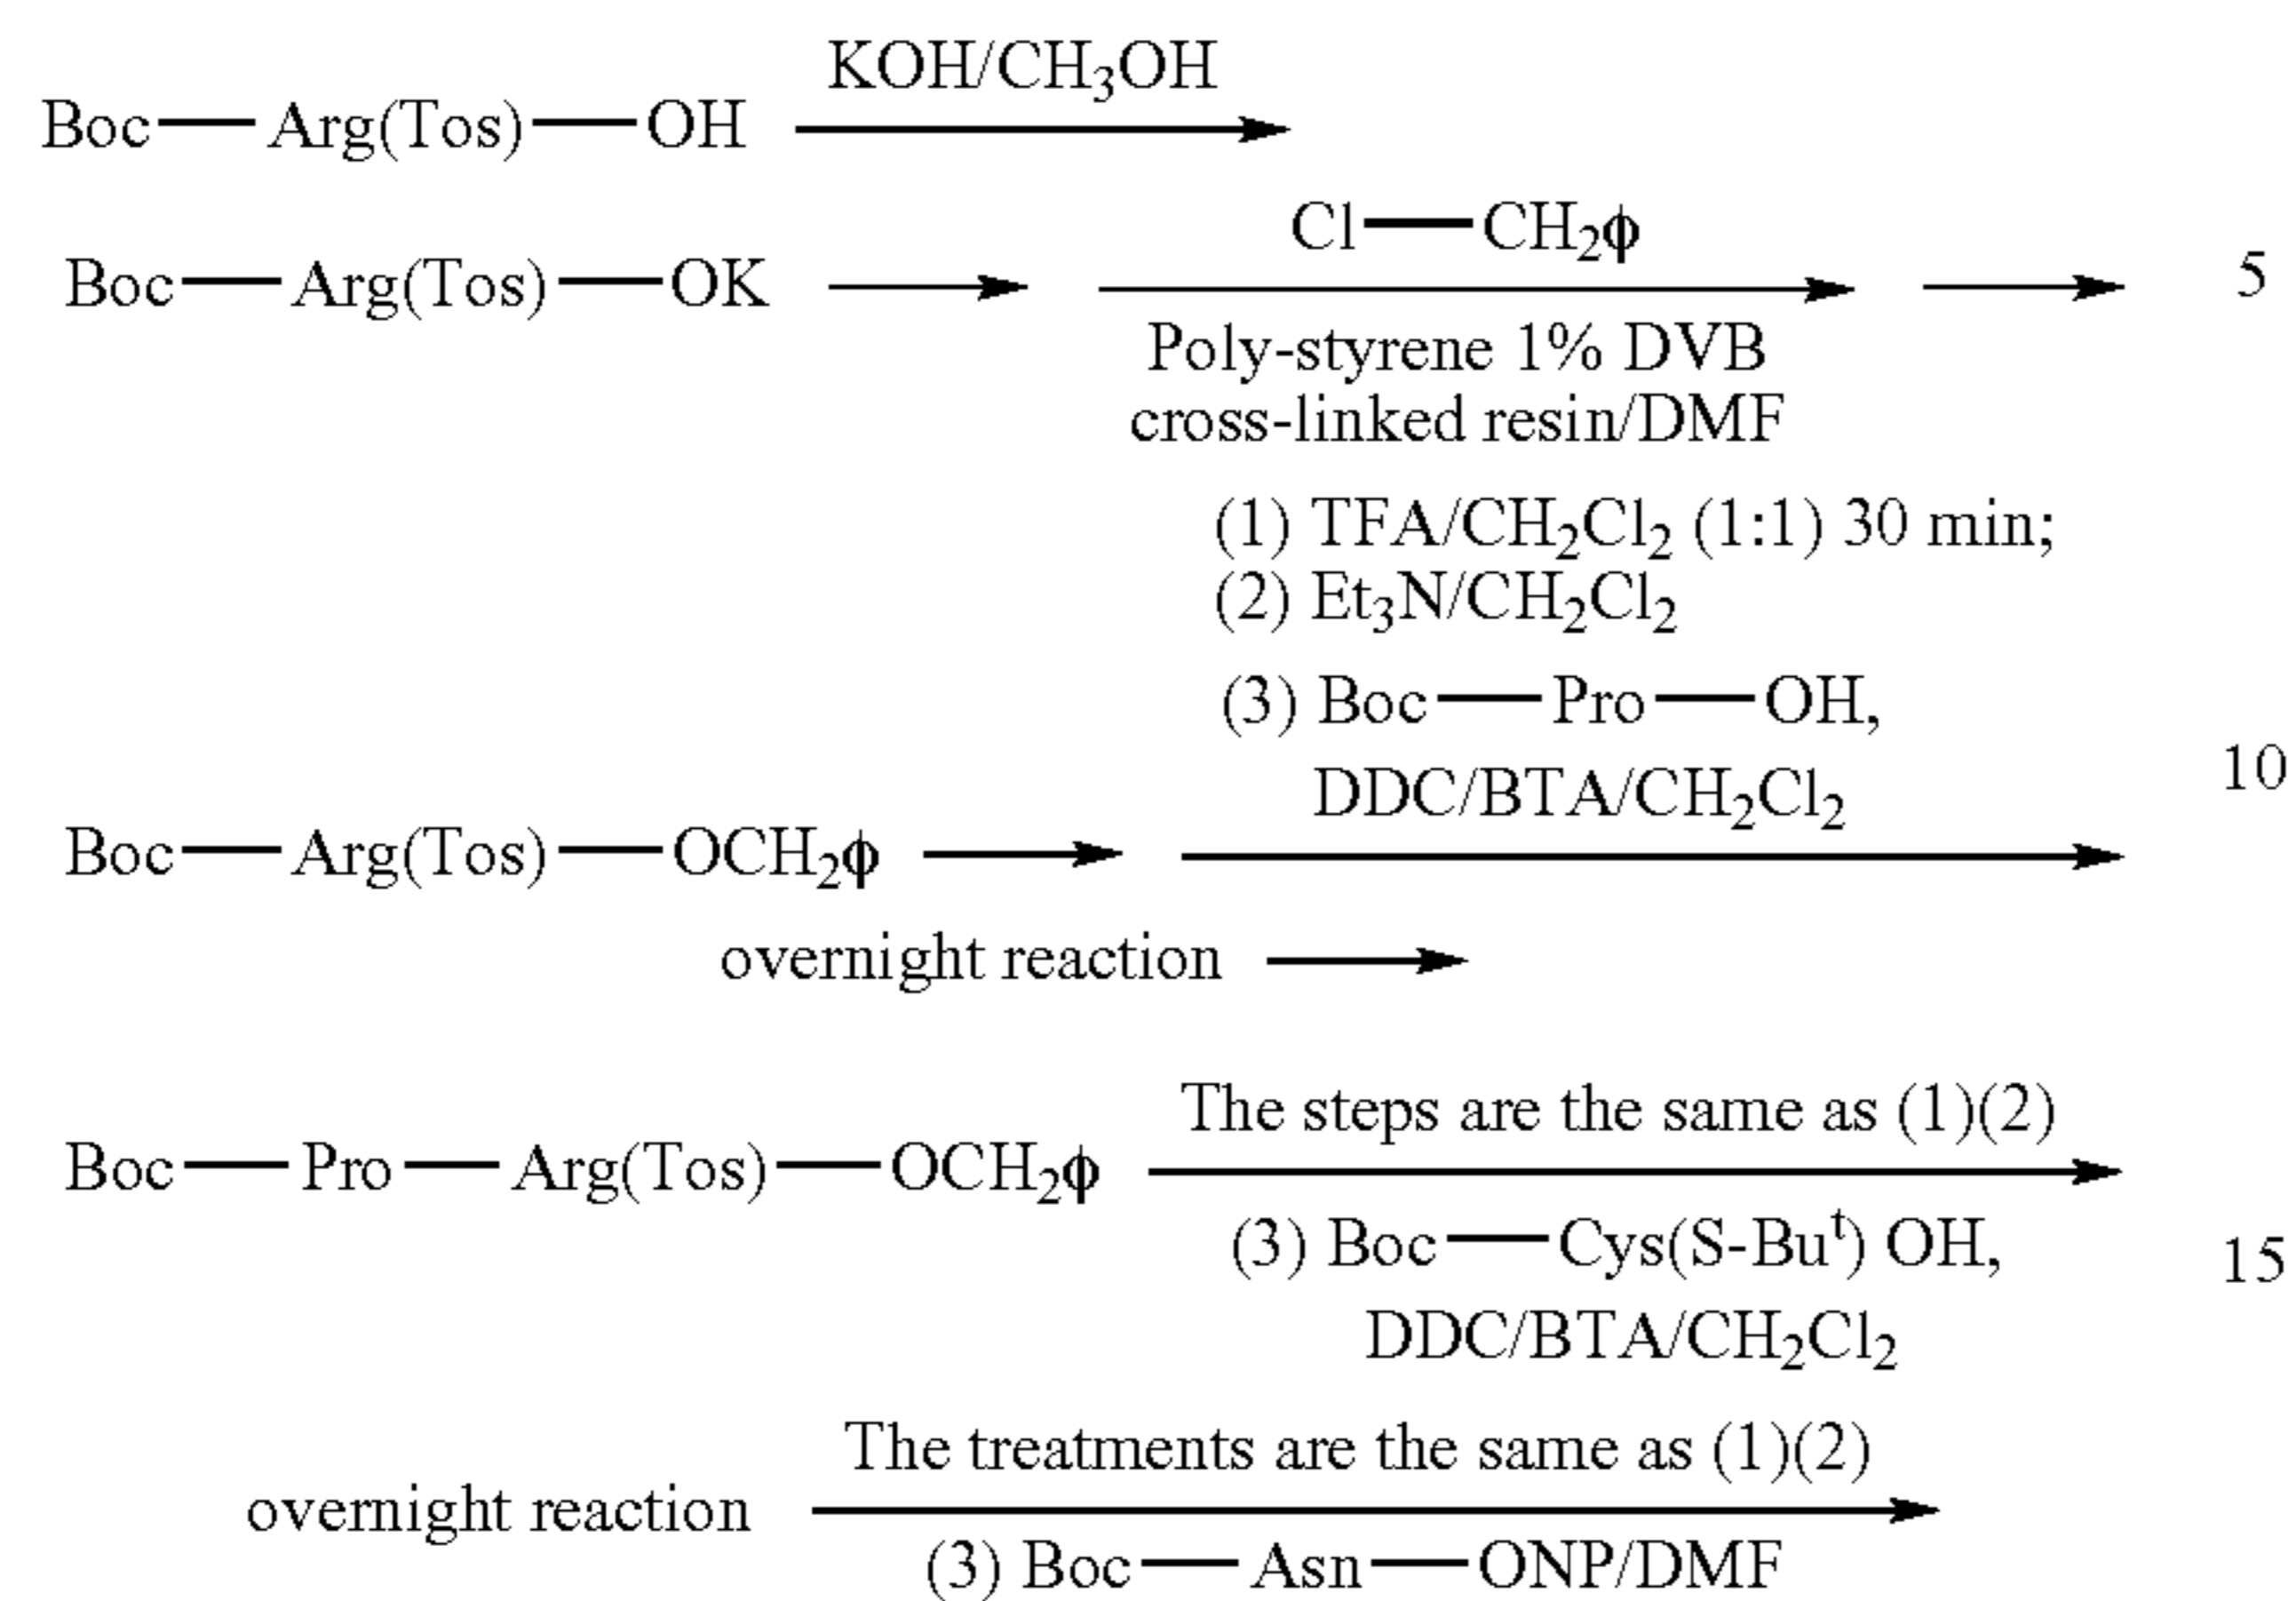 KOH/CH₃OH
Boc—Arg(Tos)—OH
Cl—CH₂ϕ
Boc—Arg(Tos)—OK 5
Poly-styrene 1% DVB
cross-linked resin/DMF
(1) TFA/CH₂Cl₂ (1:1) 30 min;
(2) Et₃N/CH₂Cl₂
(3) Boc—Pro—OH,
DDC/BTA/CH₂Cl₂ 10
Boc—Arg(Tos)—OCH₂ϕ
overnight reaction
The steps are the same as (1)(2)
Boc—Pro—Arg(Tos)—OCH₂ϕ
(3) Boc—Cys(S-Buᵗ) OH, 15
DDC/BTA/CH₂Cl₂
The treatments are the same as (1)(2)
overnight reaction
(3) Boc—Asn—ONP/DMF